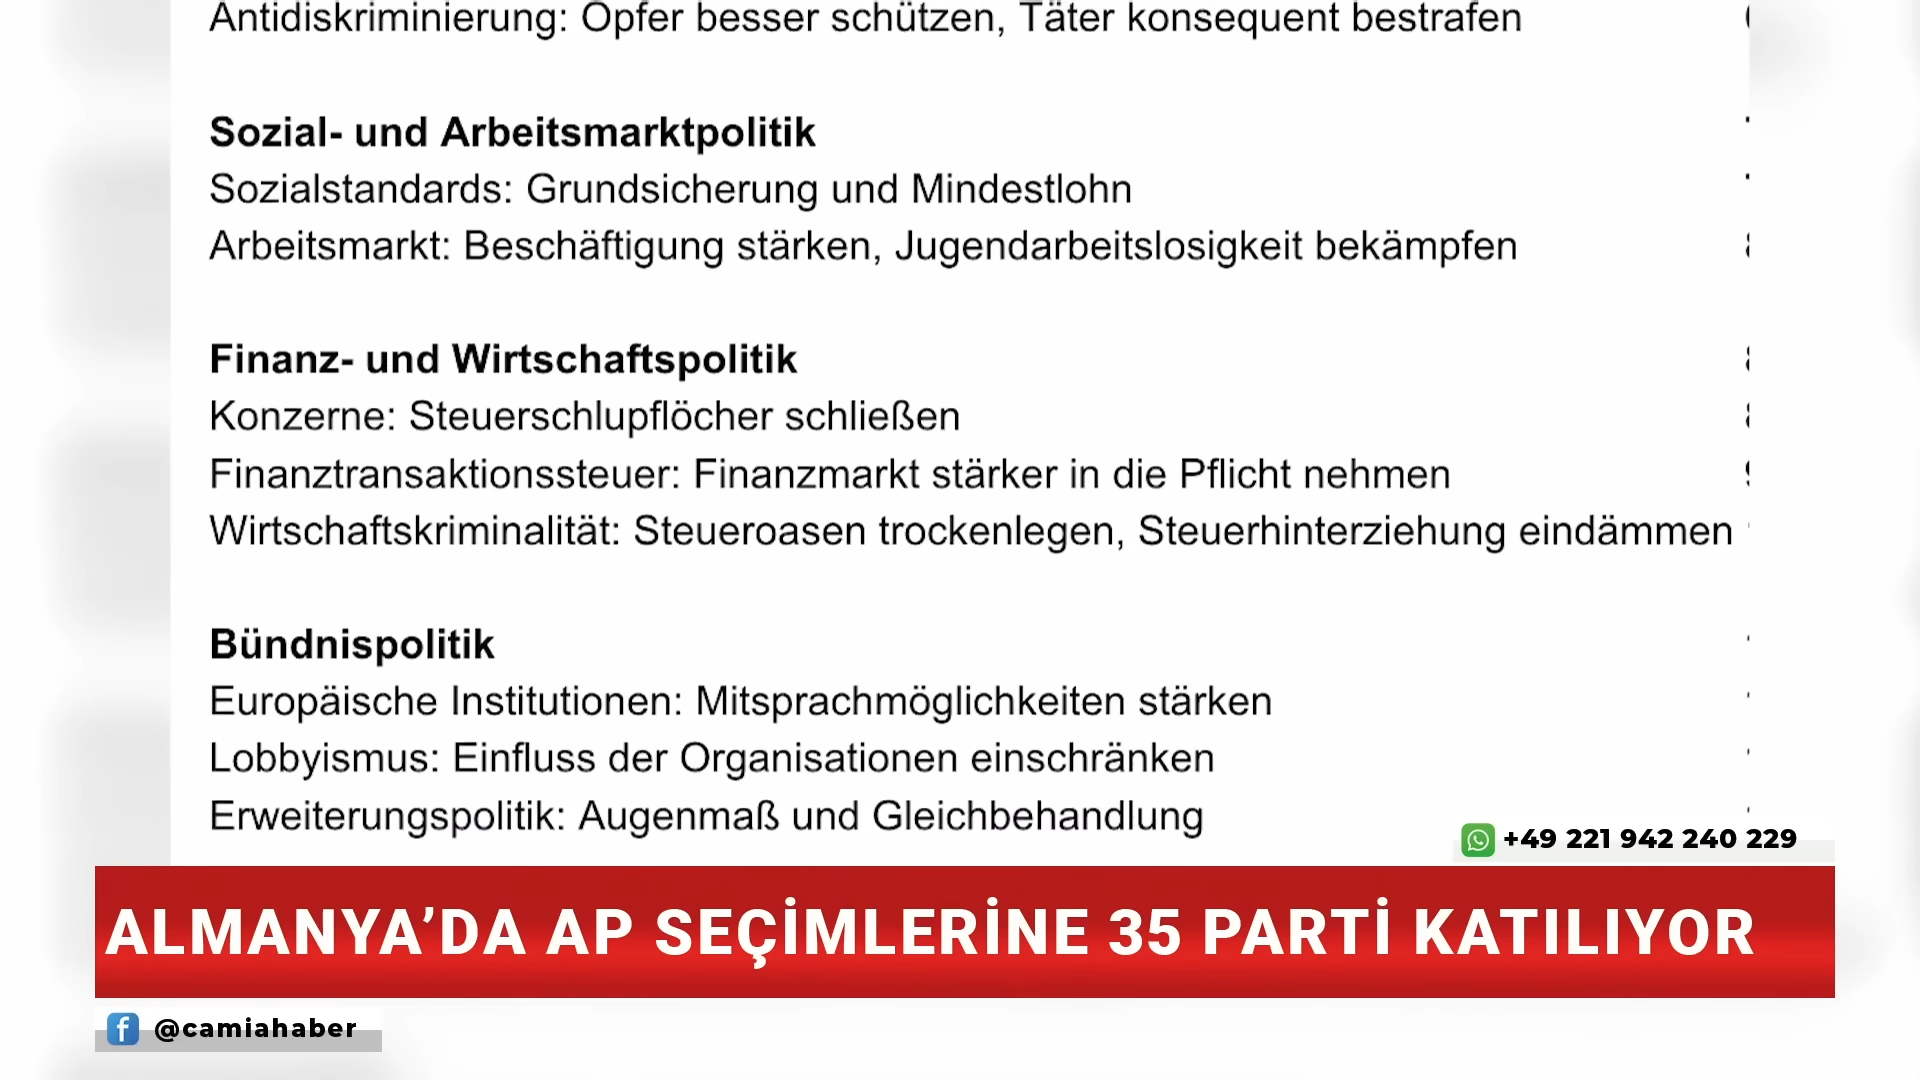 Antidiskriminierung: Opfer besser schützen, Täter konsequent bestrafen
Sozial- und Arbeitsmarktpolitik
Sozialstandards: Grundsicherung und Mindestlohn
Arbeitsmarkt: Beschäftigung stärken, Jugendarbeitslosigkeit bekämpfen
Finanz- und Wirtschaftspolitik
Konzerne: Steuerschlupflöcher schließen
Finanztransaktionssteuer: Finanzmarkt stärker in die Pflicht nehmen
Wirtschaftskriminalität: Steueroasen trockenlegen, Steuerhinterziehung eindämmen
Bündnispolitik
Europäische Institutionen: Mitsprachmöglichkeiten stärken
Lobbyismus: Einfluss der Organisationen einschränken
Erweiterungspolitik: Augenmaß und Gleichbehandlung
+49 221 942 240 229
ALMANYA’DA AP SEÇİMLERİNE 35 PARTİ KATILIYOR
@camiahaber